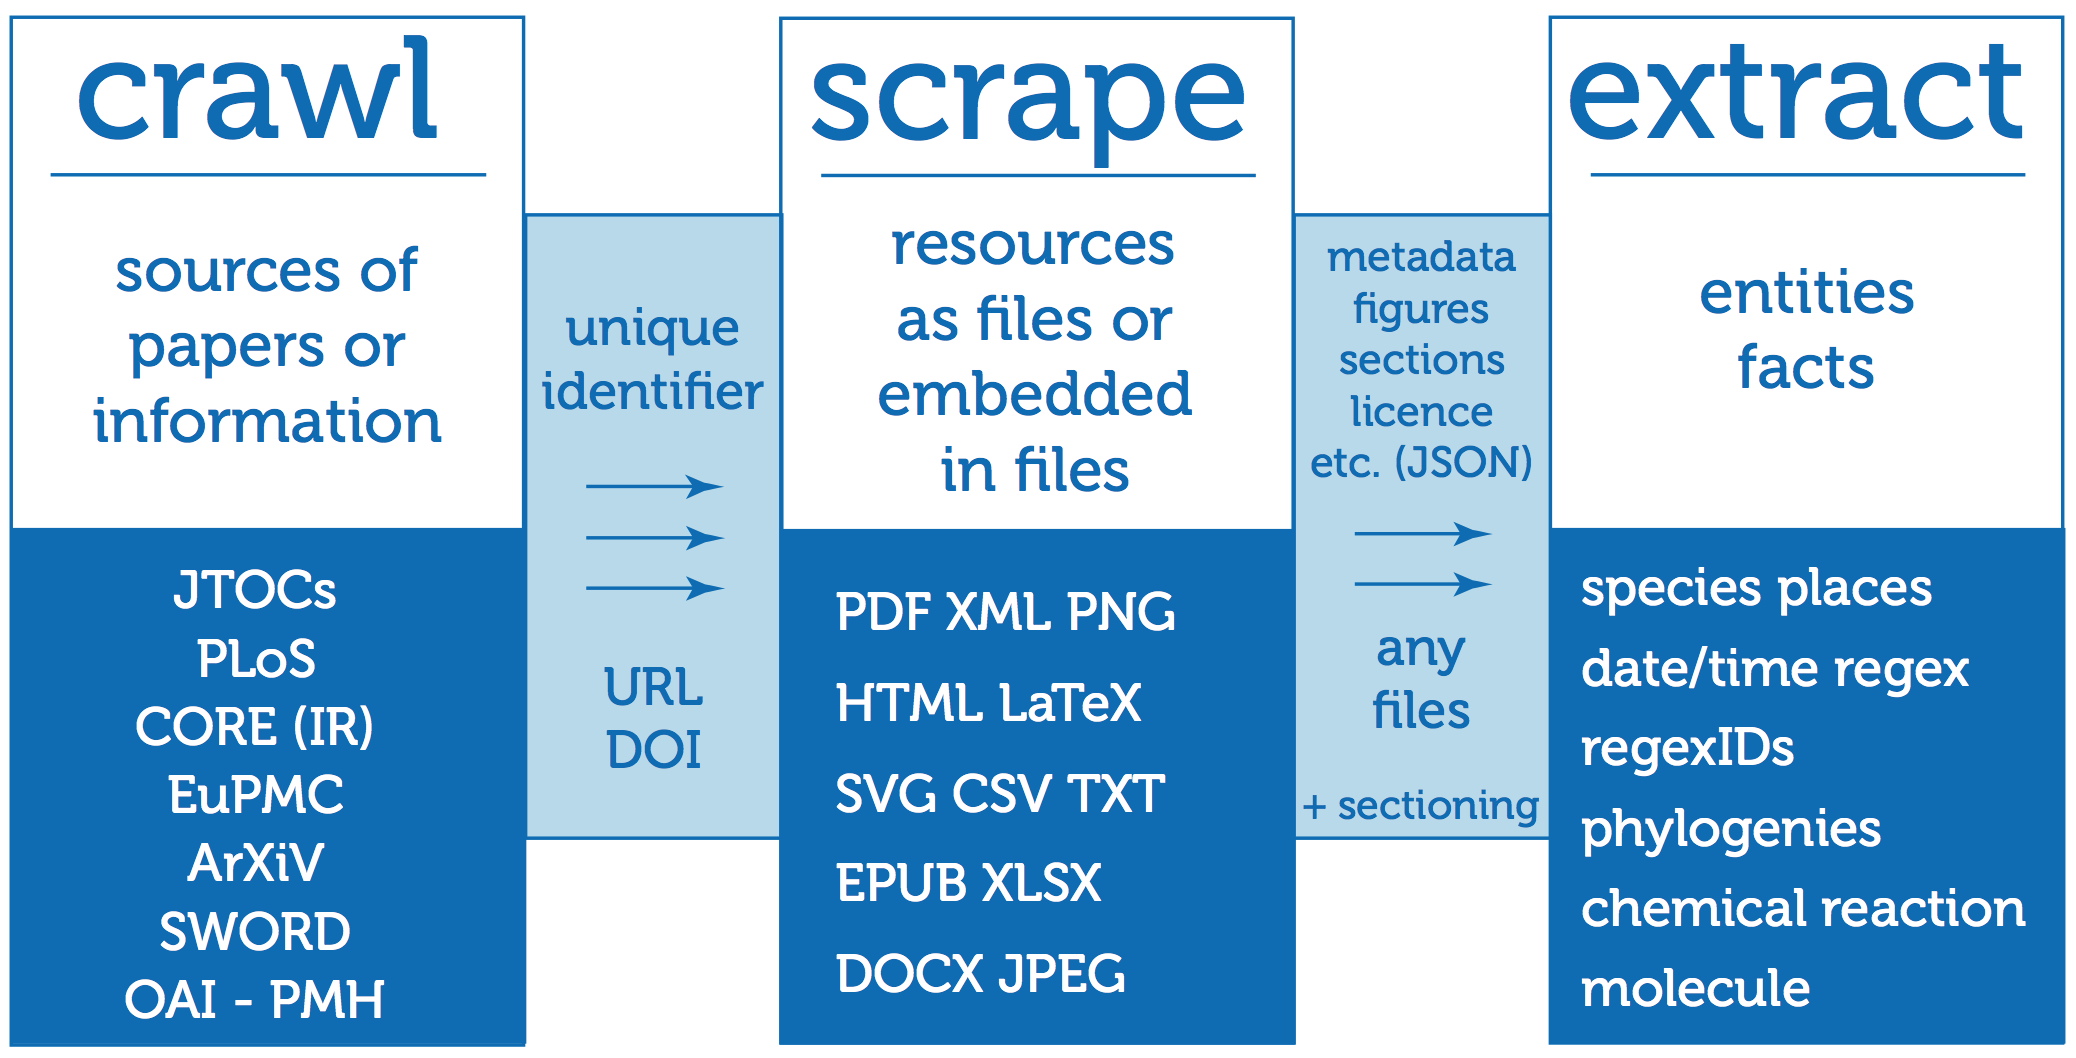 crawl
sources of
papers or
information
JTOCs
PLoS
CORE (IR)
EuPMC
ArXiV
SWORD
OAI - PMH
unique
identifier
URL
DOI
scrape
resources
as files or
embedded
in files
PDF XML PNG
HTML LaTeX
SVG CSV TXT
EPUB XLSX
DOCX JPEG
metadata
figures
sections
licence
etc. (JSON)
any
files
+ sectioning
extract
entities
facts
species places
date/time regex
regexIDs
phylogenies
chemical reaction
molecule